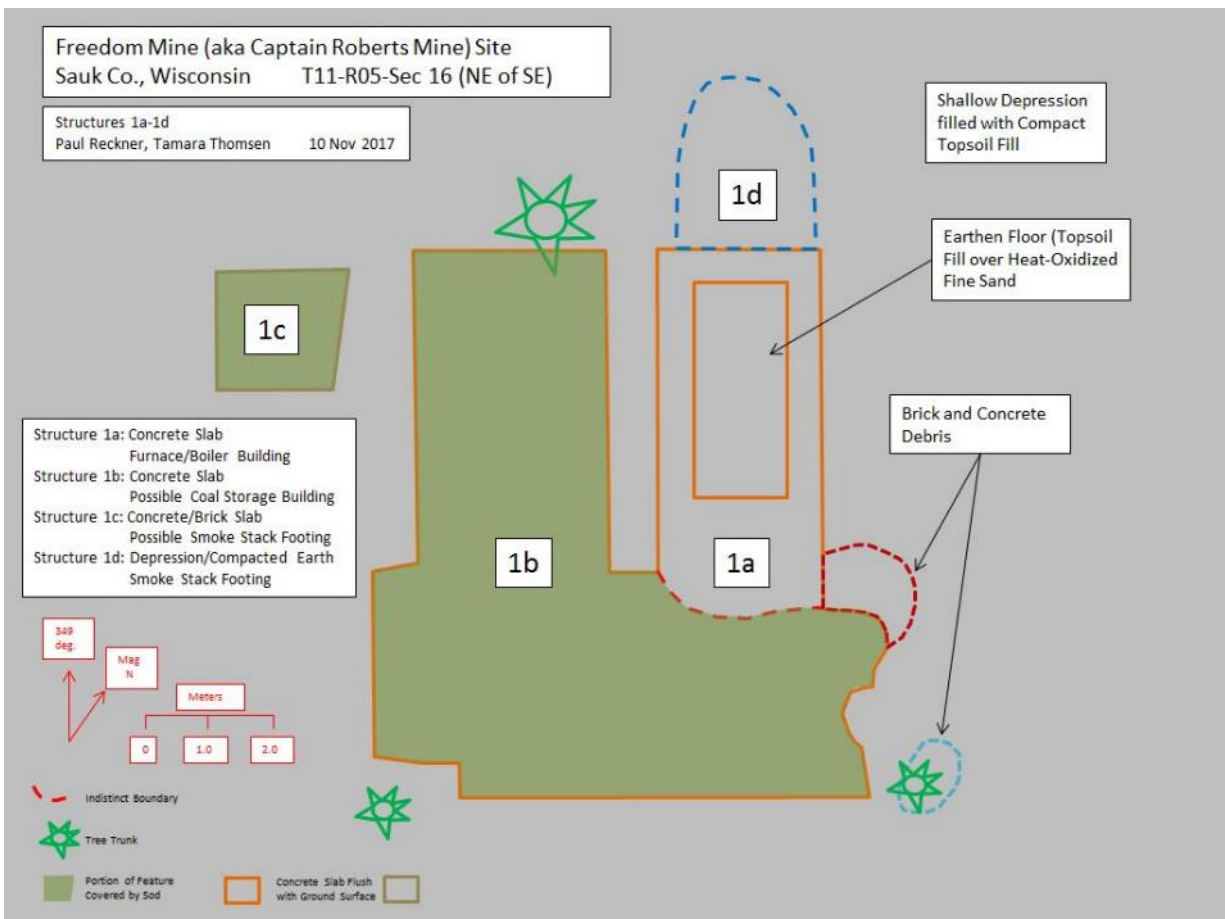 Freedom Mine (aka Captain Roberts Mine) Site
Sauk Co., Wisconsin T11-R05-Sec 16 (NE of SE)
Structures 1a-1d
Paul Reckner, Tamara Thomsen 10 Nov 2017
Shallow Depression
filled with Compact
Topsoil Fill
1d
Earthen Floor (Topsoil
Fill over Heat-Oxidized
Fine Sand
1c
Brick and Concrete
Debris
Structure 1a: Concrete Slab
Furnace/Boiler Building
Structure 1b: Concrete Slab
Possible Coal Storage Building
Structure 1c: Concrete/Brick Slab
Possible Smoke Stack Footing
Structure 1d: Depression/Compacted Earth
Smoke Stack Footing
1b
1a
349
deg.
Mag
N
Meters
0 1.0 2.0
Indistinct Boundary
Tree Trunk
Portion of Feature
Covered by Sod
Concrete Slab Flush
with Ground Surface